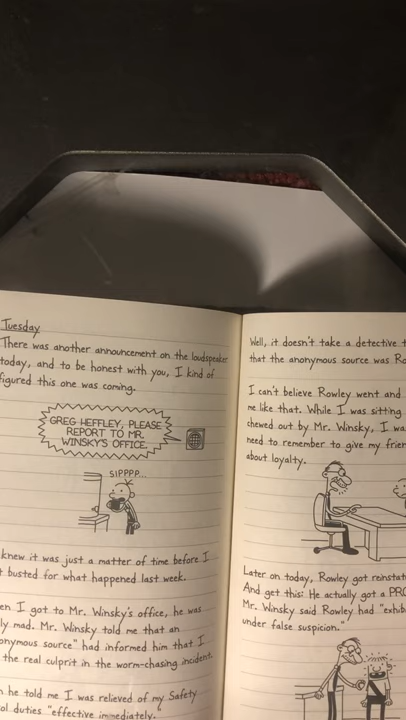 Tuesday
There was another announcement on the loudspeaker
today, and to be honest with you, I kind of
figured this one was coming.
GREG HEFFLEY, PLEASE
REPORT TO MR.
WINSKY'S OFFICE.
SIPPPP...
knew it was just a matter of time before I
busted for what happened last week.
I got to Mr. Winsky's office, he was
mad. Mr. Winsky told me that an
source" had informed him that I
the real culprit in the worm-chasing incident.
he told me I was relieved of my Safety
duties "effective immediately.
Well, it doesn't take a detective
that the anonymous source was
I can't believe Rowley went and
me like that. While I was sitting
chewed out by Mr. Winsky, I
need to remember to give my
about loyalty.
Later on today, Rowley got
And get this: He actually got a
Mr. Winsky said Rowley had
under false suspicion."